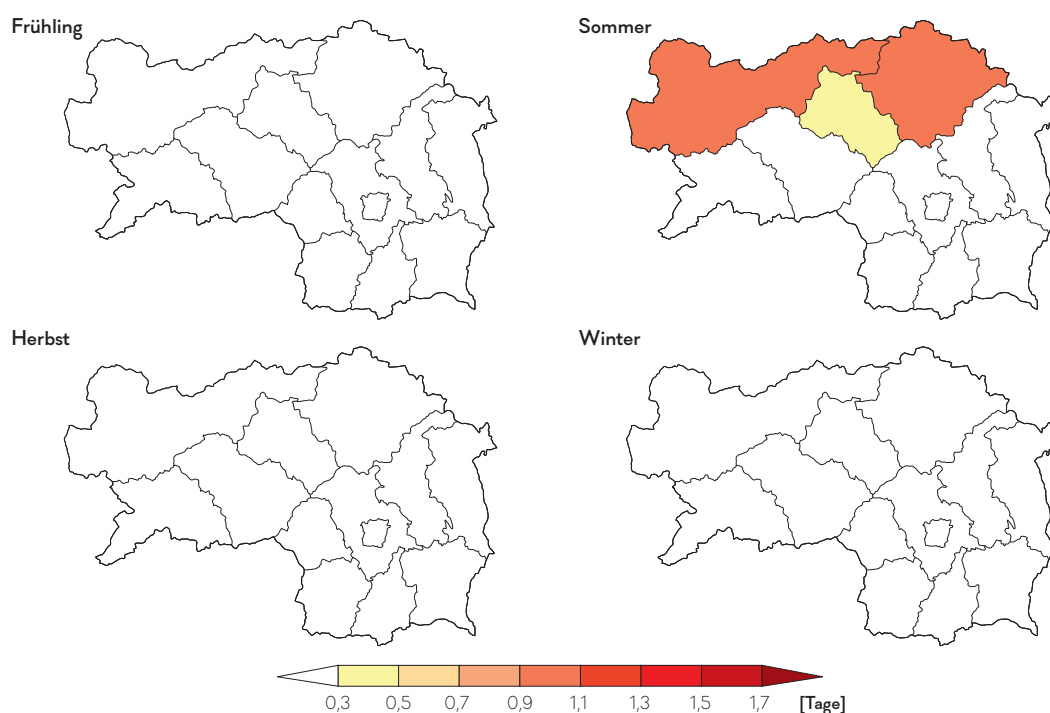 Frühling
Sommer
Herbst
Winter
0,3 0,5 0,7 0,9 1,1 1,3 1,5 1,7 [Tage]